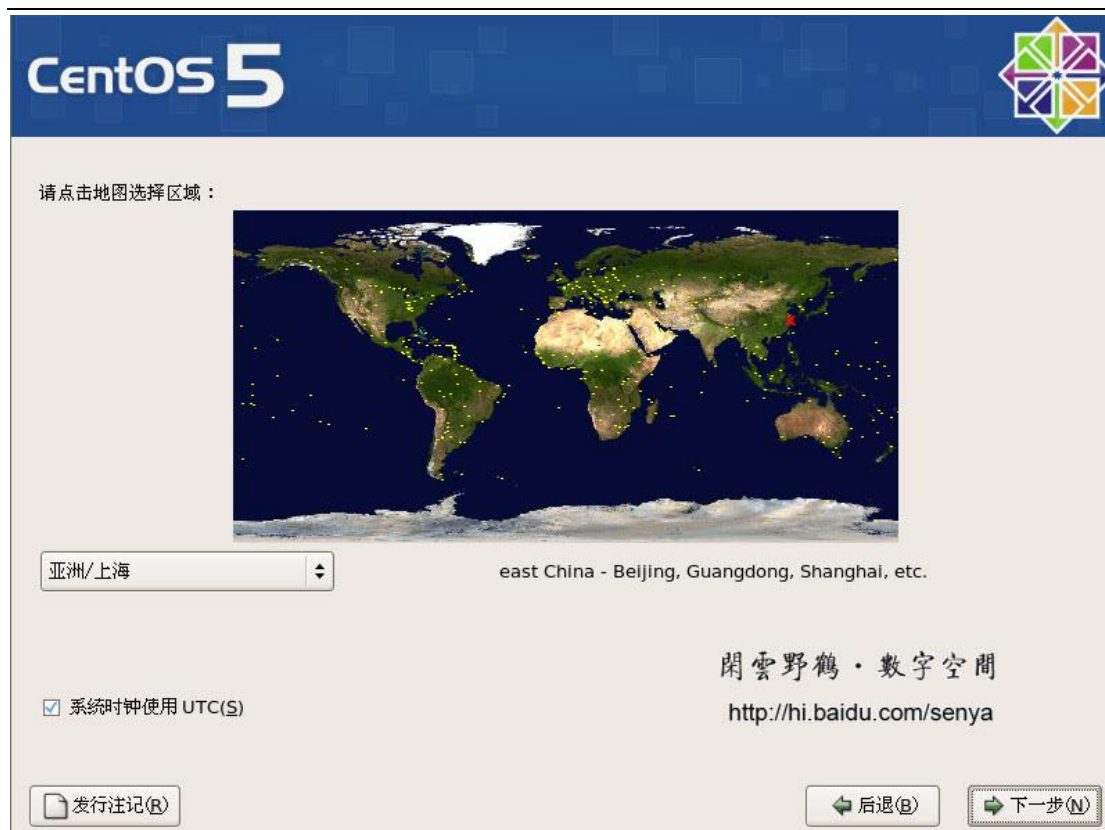 CentOS 5
请点击地图选择区域：
亚洲/上海
east China - Beijing, Guangdong, Shanghai, etc.
閑雲野鶴·數字空間
系统时钟使用 UTC(S)
http://hi.baidu.com/senya
发行注记(R)
后退(B)
下一步(N)